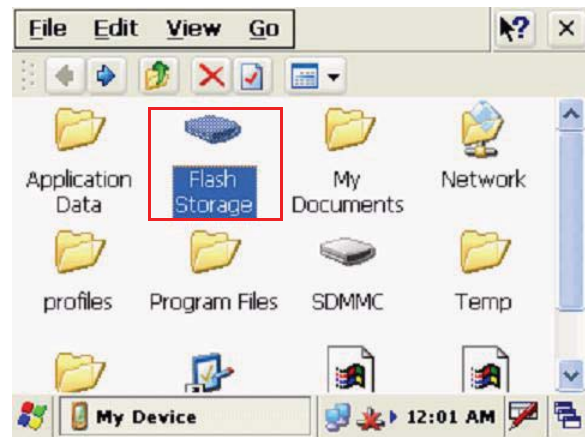 File Edit View Go
?
Application Data
Flash Storage
My Documents
Network
profiles
Program Files
SDMMC
Temp
My Device
12:01 AM